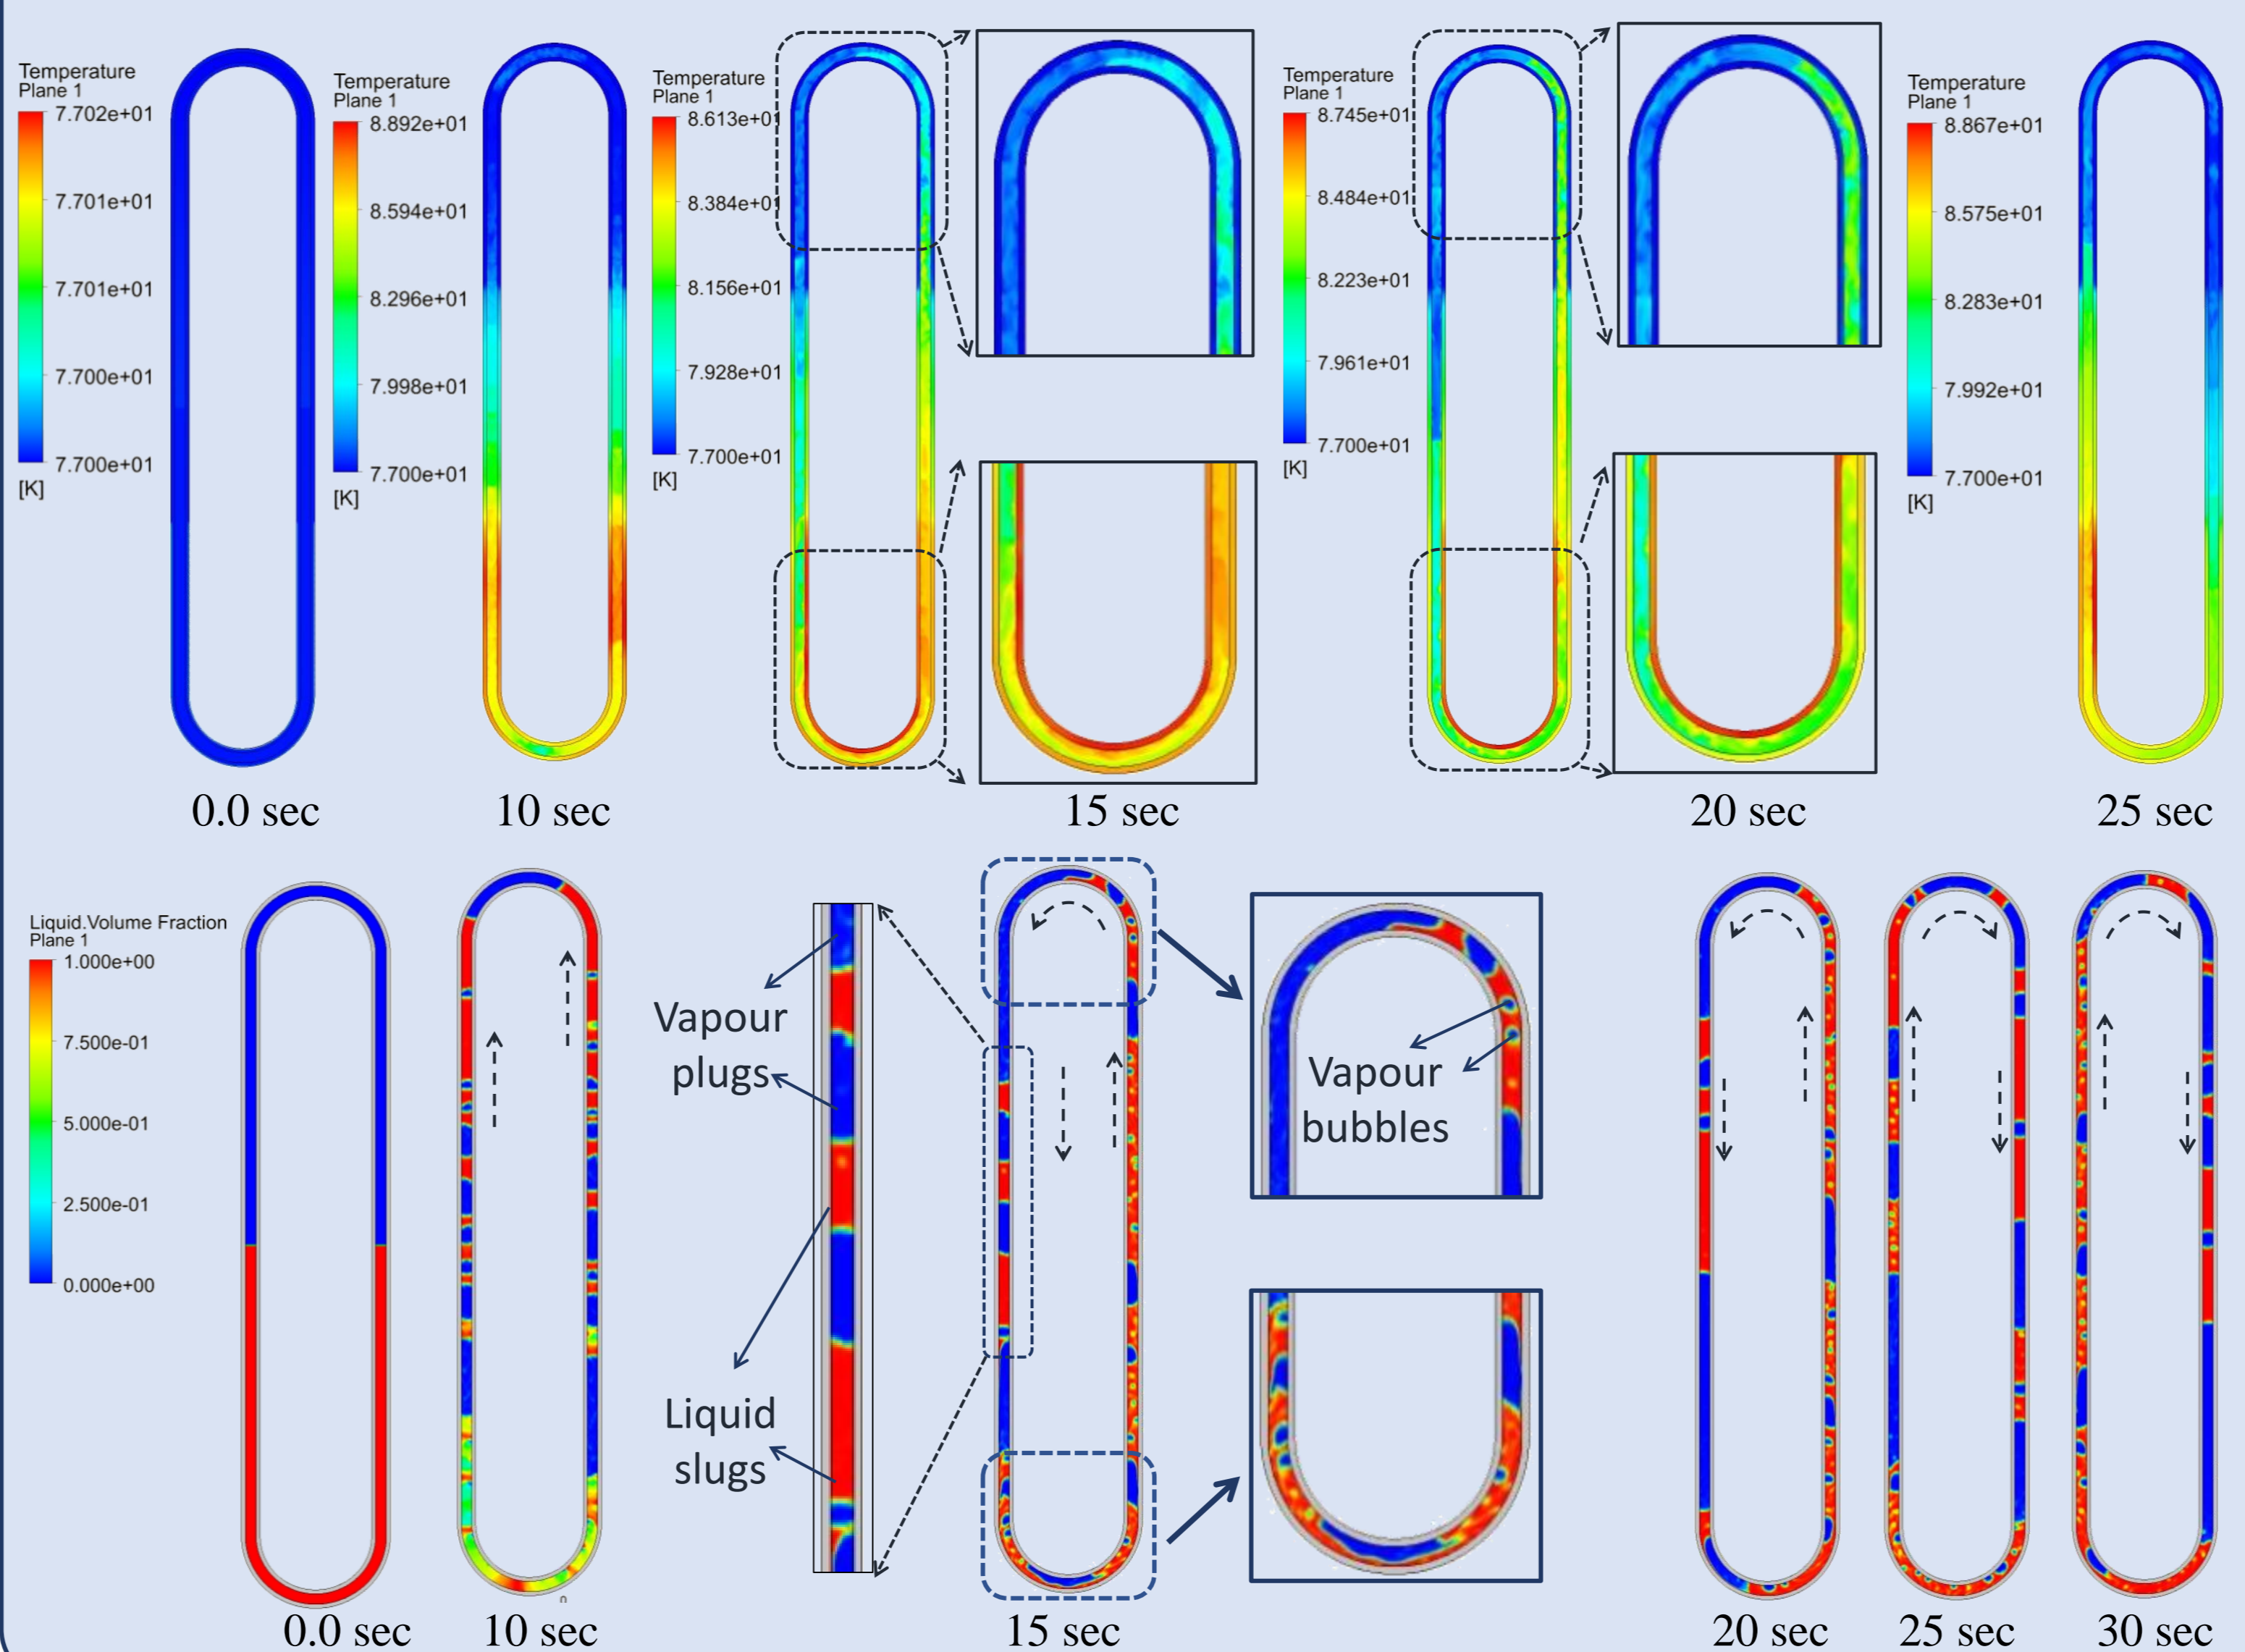 Temperature
Plane 1
7.702e+01
7.701e+01
7.701e+01
7.700e+01
7.700e+01
[K]
0.0 sec
Temperature
Plane 1
8.892e+01
8.594e+01
8.296e+01
7.998e+01
7.700e+01
[K]
10 sec
Temperature
Plane 1
8.613e+01
8.384e+01
8.156e+01
7.928e+01
7.700e+01
[K]
15 sec
Temperature
Plane 1
8.745e+01
8.484e+01
8.223e+01
7.961e+01
7.700e+01
[K]
20 sec
Temperature
Plane 1
8.867e+01
8.575e+01
8.283e+01
7.992e+01
7.700e+01
[K]
25 sec
Liquid.Volume Fraction
Plane 1
1.000e+00
7.500e-01
5.000e-01
2.500e-01
0.000e+00
0.0 sec
10 sec
Vapour
plugs
Liquid
slugs
15 sec
Vapour
bubbles
20 sec
25 sec
30 sec